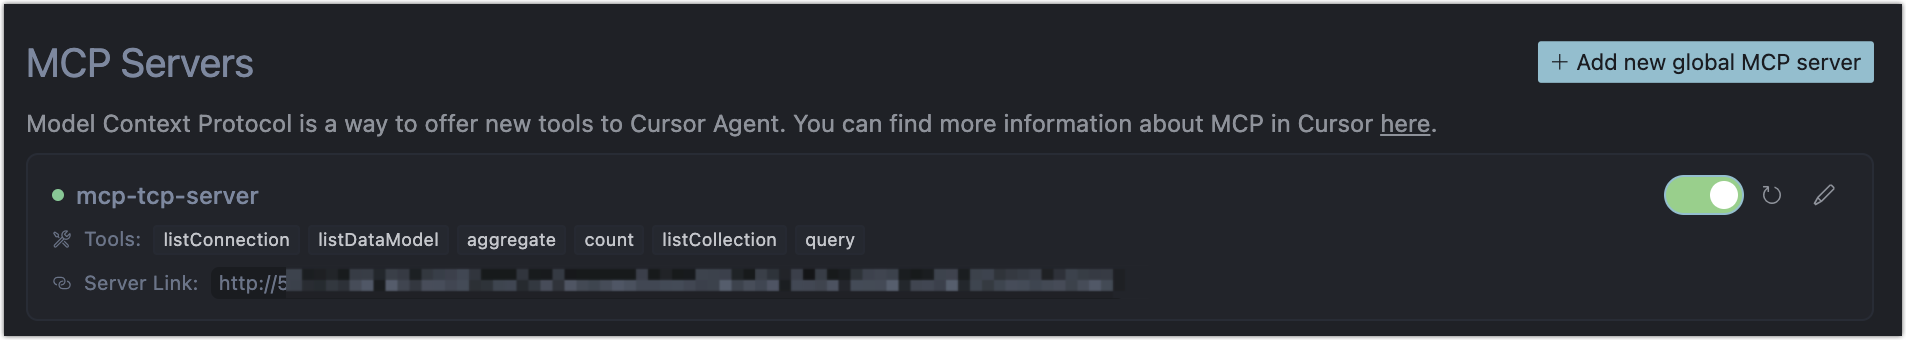 MCP Servers
+ Add new global MCP server
Model Context Protocol is a way to offer new tools to Cursor Agent. You can find more information about MCP in Cursor here.
mcp-tcp-server
Tools: listConnection listDataModel aggregate count listCollection query
Server Link: http://5